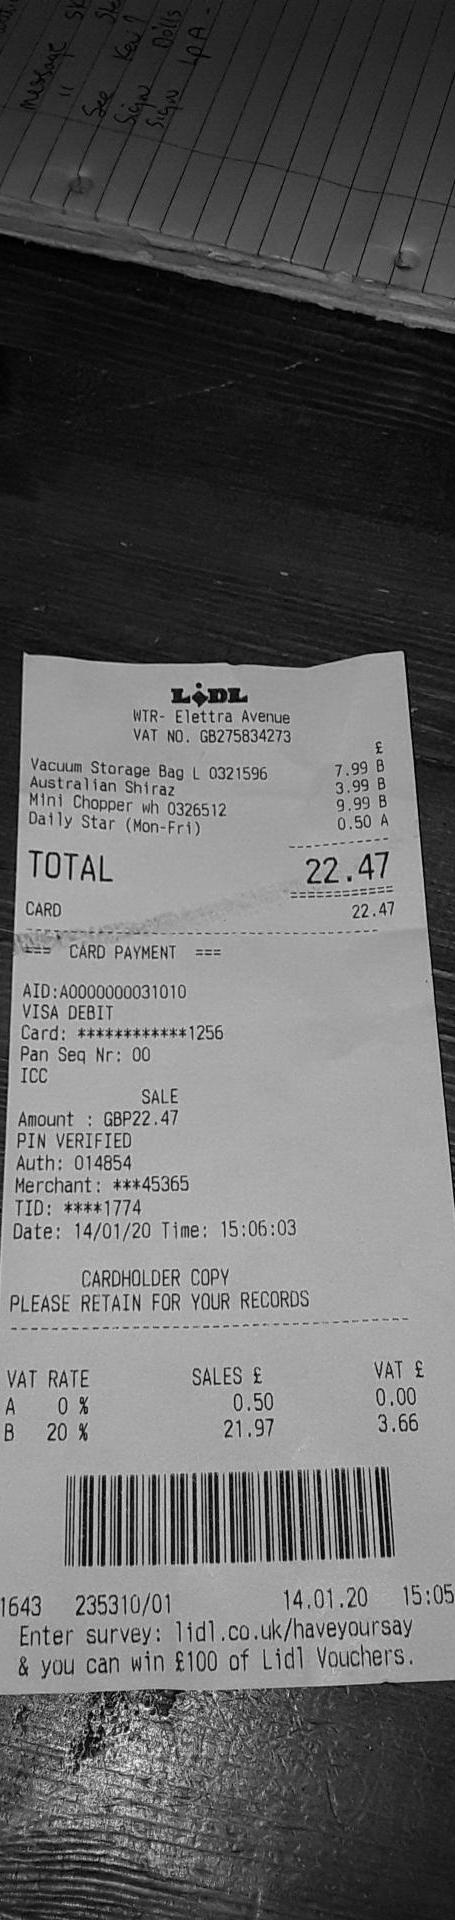 Message
"
See Ken?
Sign Dolls
Sign LPA.
LIDL
WTR- Elettra Avenue
VAT NO. GB275834273
£
Vacuum Storage Bag L 0321596 7.99 B
Australian Shiraz 3.99 B
Mini Chopper wh 0326512 9.99 B
Daily Star (Mon-Fri) 0.50 A
TOTAL 22.47
CARD 22.47
=== CARD PAYMENT ===
AID:A0000000031010
VISA DEBIT
Card: ************1256
Pan Seq Nr: 00
ICC
SALE
Amount : GBP22.47
PIN VERIFIED
Auth: 014854
Merchant: ***45365
TID: ****1774
Date: 14/01/20 Time: 15:06:03
CARDHOLDER COPY
PLEASE RETAIN FOR YOUR RECORDS
VAT RATE SALES £ VAT £
A 0 % 0.50 0.00
B 20 % 21.97 3.66
1643 235310/01 14.01.20 15:05
Enter survey: lidl.co.uk/haveyoursay
& you can win £100 of Lidl Vouchers.